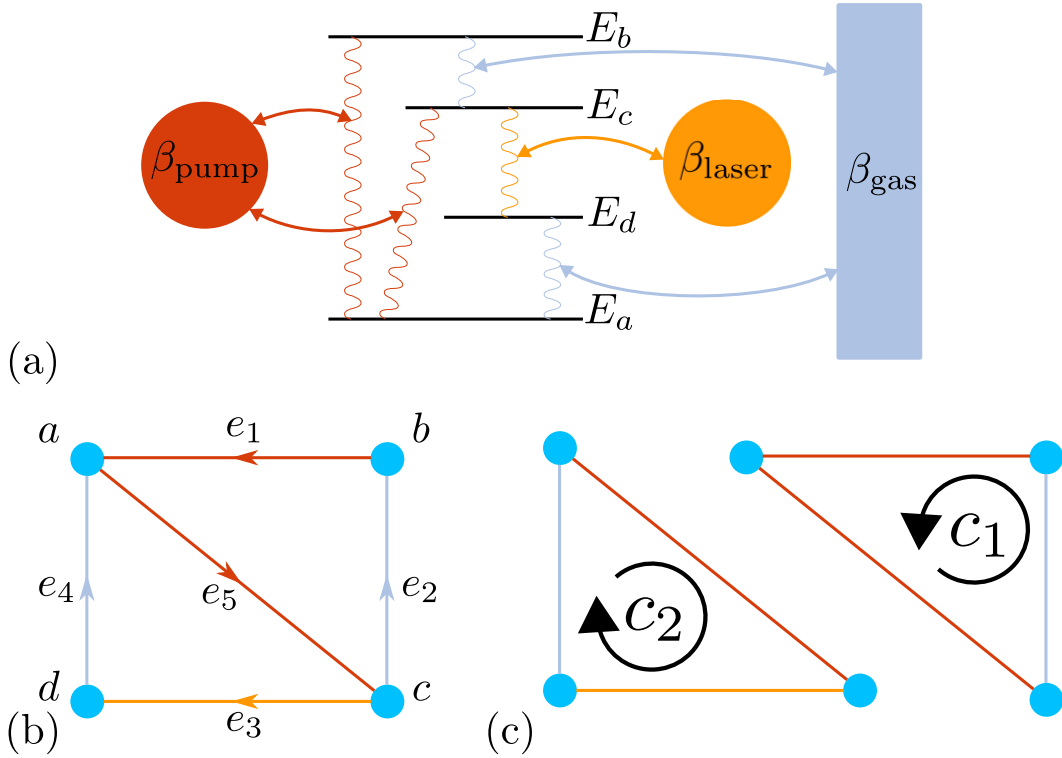 E_b
E_c
β_pump
β_laser
β_gas
E_d
E_a
(a)
a
e_1
b
e_4
e_5
e_2
c_1
c_2
d
c
e_3
(b)
(c)